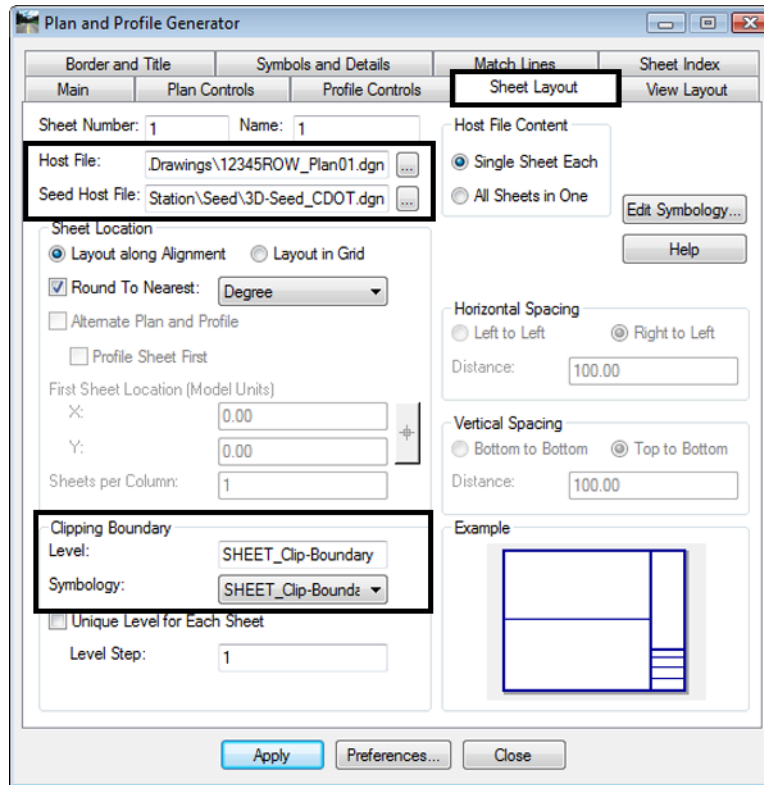 Plan and Profile Generator
Border and Title Symbols and Details Match Lines Sheet Index
Main Plan Controls Profile Controls Sheet Layout View Layout
Sheet Number: 1 Name: 1
Host File: .Drawings\12345ROW_Plan01.dgn ...
Seed Host File: Station\Seed\3D-Seed_CDOT.dgn ...
Sheet Location
Layout along Alignment Layout in Grid
Round To Nearest: Degree
Alternate Plan and Profile
Profile Sheet First
First Sheet Location (Model Units)
X: 0.00
Y: 0.00
Sheets per Column: 1
Clipping Boundary
Level: SHEET_Clip-Boundary
Symbology: SHEET_Clip-Bounda
Unique Level for Each Sheet
Level Step: 1
Host File Content
Single Sheet Each
All Sheets in One
Edit Symbology...
Help
Horizontal Spacing
Left to Left Right to Left
Distance: 100.00
Vertical Spacing
Bottom to Bottom Top to Bottom
Distance: 100.00
Example
Apply Preferences... Close